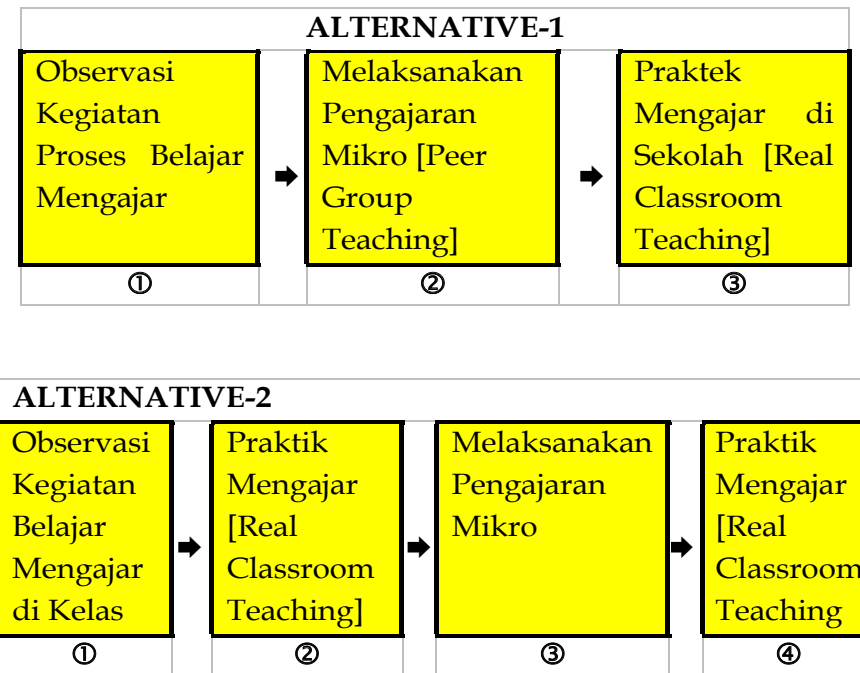 ALTERNATIVE-1
Observasi
Kegiatan
Proses Belajar
Mengajar
➡
Melaksanakan
Pengajaran
Mikro [Peer
Group
Teaching]
➡
Praktek
Mengajar di
Sekolah [Real
Classroom
Teaching]
①
②
③
ALTERNATIVE-2
Observasi
Kegiatan
Belajar
Mengajar
di Kelas
➡
Praktik
Mengajar
[Real
Classroom
Teaching]
➡
Melaksanakan
Pengajaran
Mikro
➡
Praktik
Mengajar
[Real
Classroom
Teaching
①
②
③
④